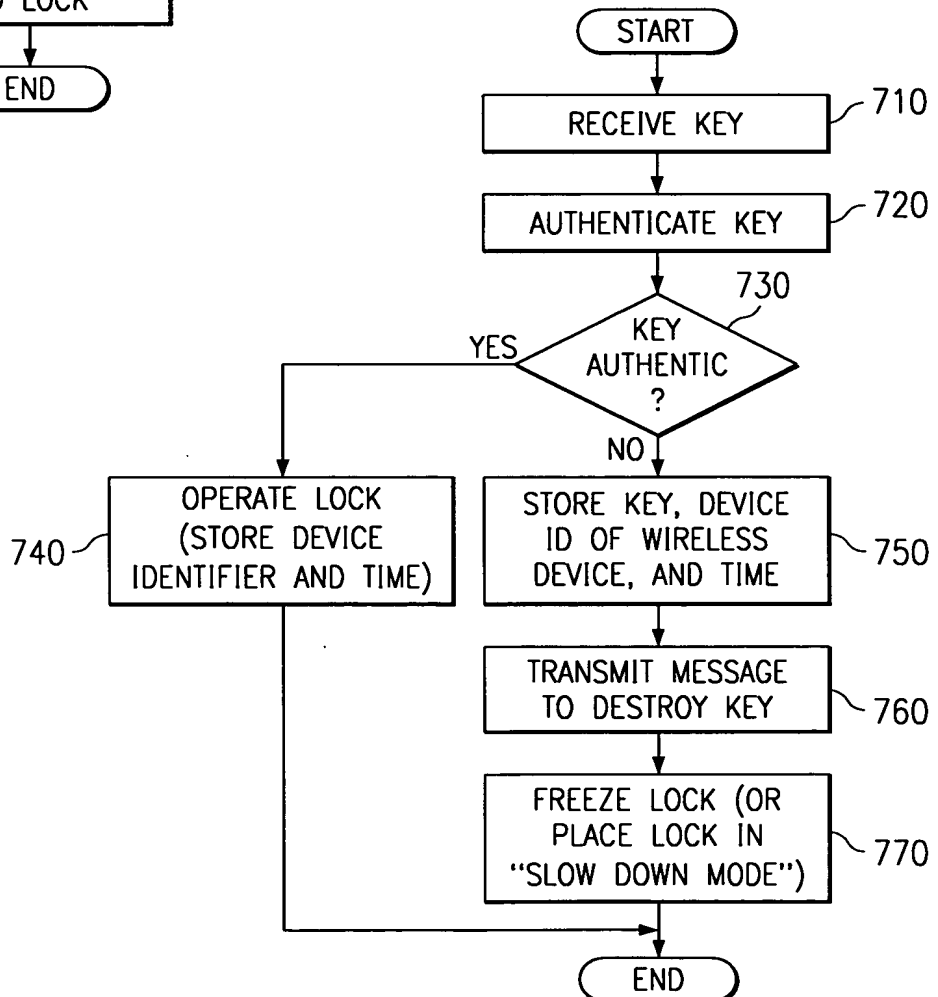 LOCK
END
START
RECEIVE KEY
710
AUTHENTICATE KEY
720
730
KEY
AUTHENTIC
?
YES
NO
OPERATE LOCK
(STORE DEVICE
IDENTIFIER AND TIME)
740
STORE KEY, DEVICE
ID OF WIRELESS
DEVICE, AND TIME
750
TRANSMIT MESSAGE
TO DESTROY KEY
760
FREEZE LOCK (OR
PLACE LOCK IN
“SLOW DOWN MODE”)
770
END